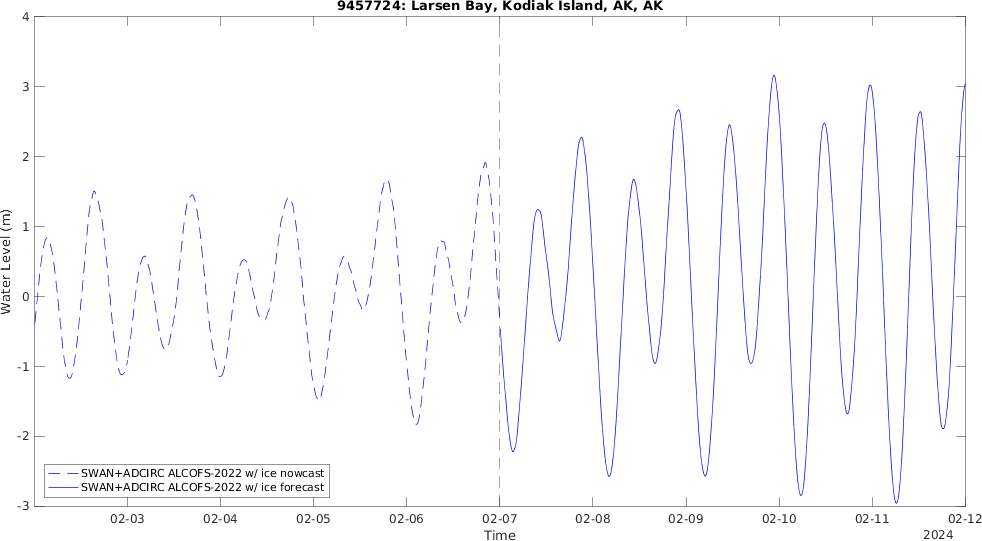 9457724: Larsen Bay, Kodiak Island, AK, AK
4
3
2
1
0
-1
-2
-3
Water Level (m)
SWAN+ADCIRC ALCOFS-2022 w/ ice nowcast
SWAN+ADCIRC ALCOFS-2022 w/ ice forecast
02-03 02-04 02-05 02-06 02-07 02-08 02-09 02-10 02-11 02-12
Time
2024